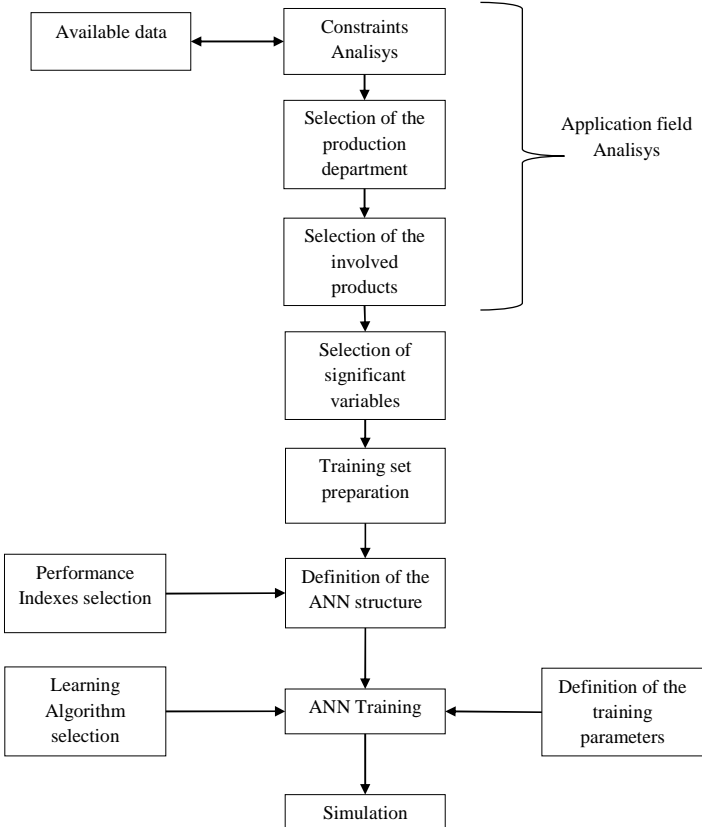 Available data
Constraints
Analisys
Selection of the
production
department
Application field
Analisys
Selection of the
involved
products
Selection of
significant
variables
Training set
preparation
Performance
Indexes selection
Definition of the
ANN structure
Learning
Algorithm
selection
ANN Training
Definition of the
training
parameters
Simulation